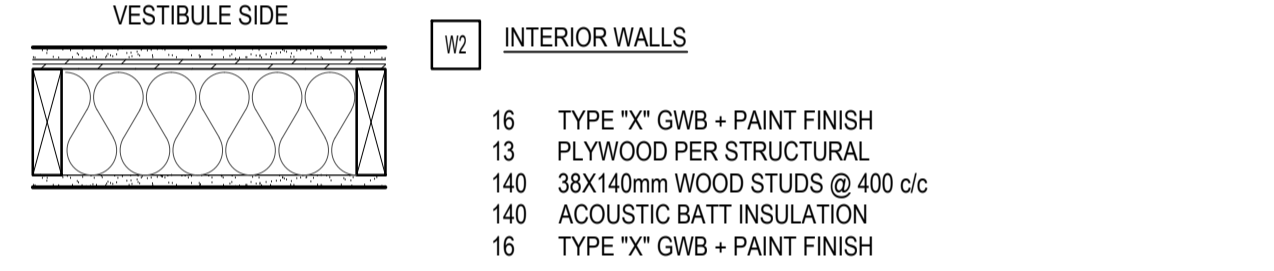 VESTIBULE SIDE
W2 INTERIOR WALLS
16 TYPE "X" GWB + PAINT FINISH
13 PLYWOOD PER STRUCTURAL
140 38X140mm WOOD STUDS @ 400 c/c
140 ACOUSTIC BATT INSULATION
16 TYPE "X" GWB + PAINT FINISH